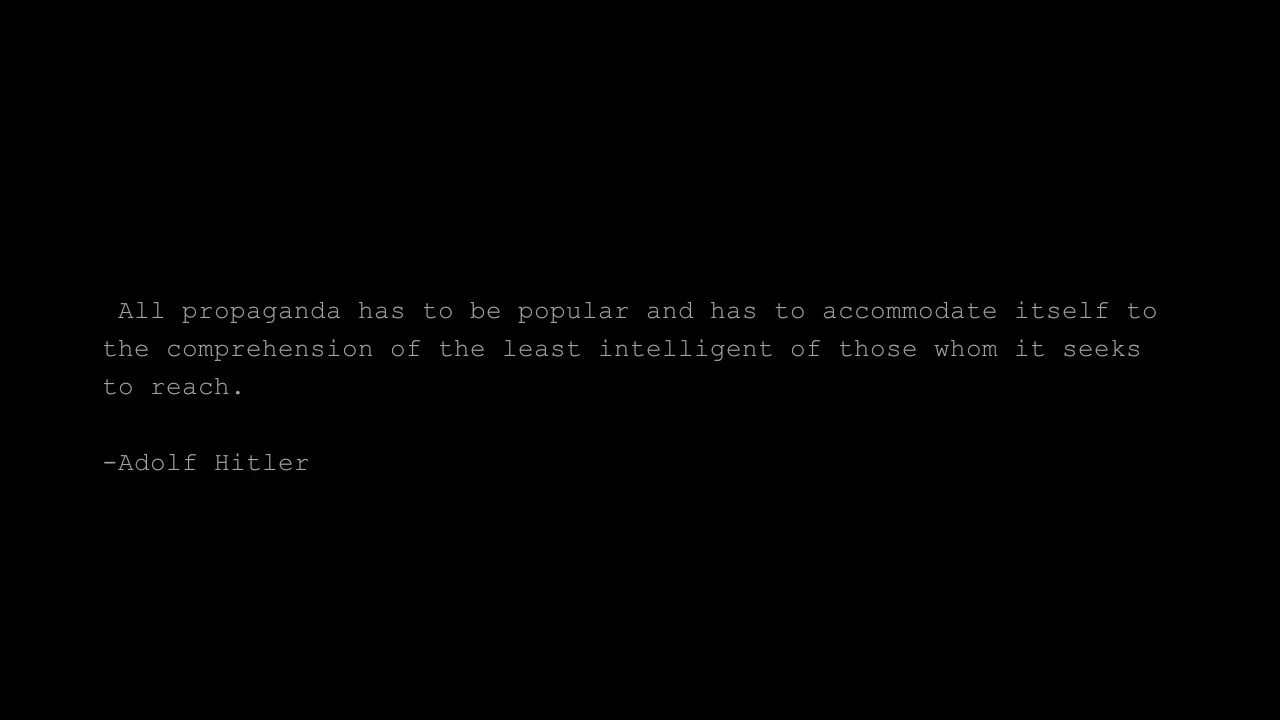 All propaganda has to be popular and has to accommodate itself to
the comprehension of the least intelligent of those whom it seeks
to reach.
-Adolf Hitler